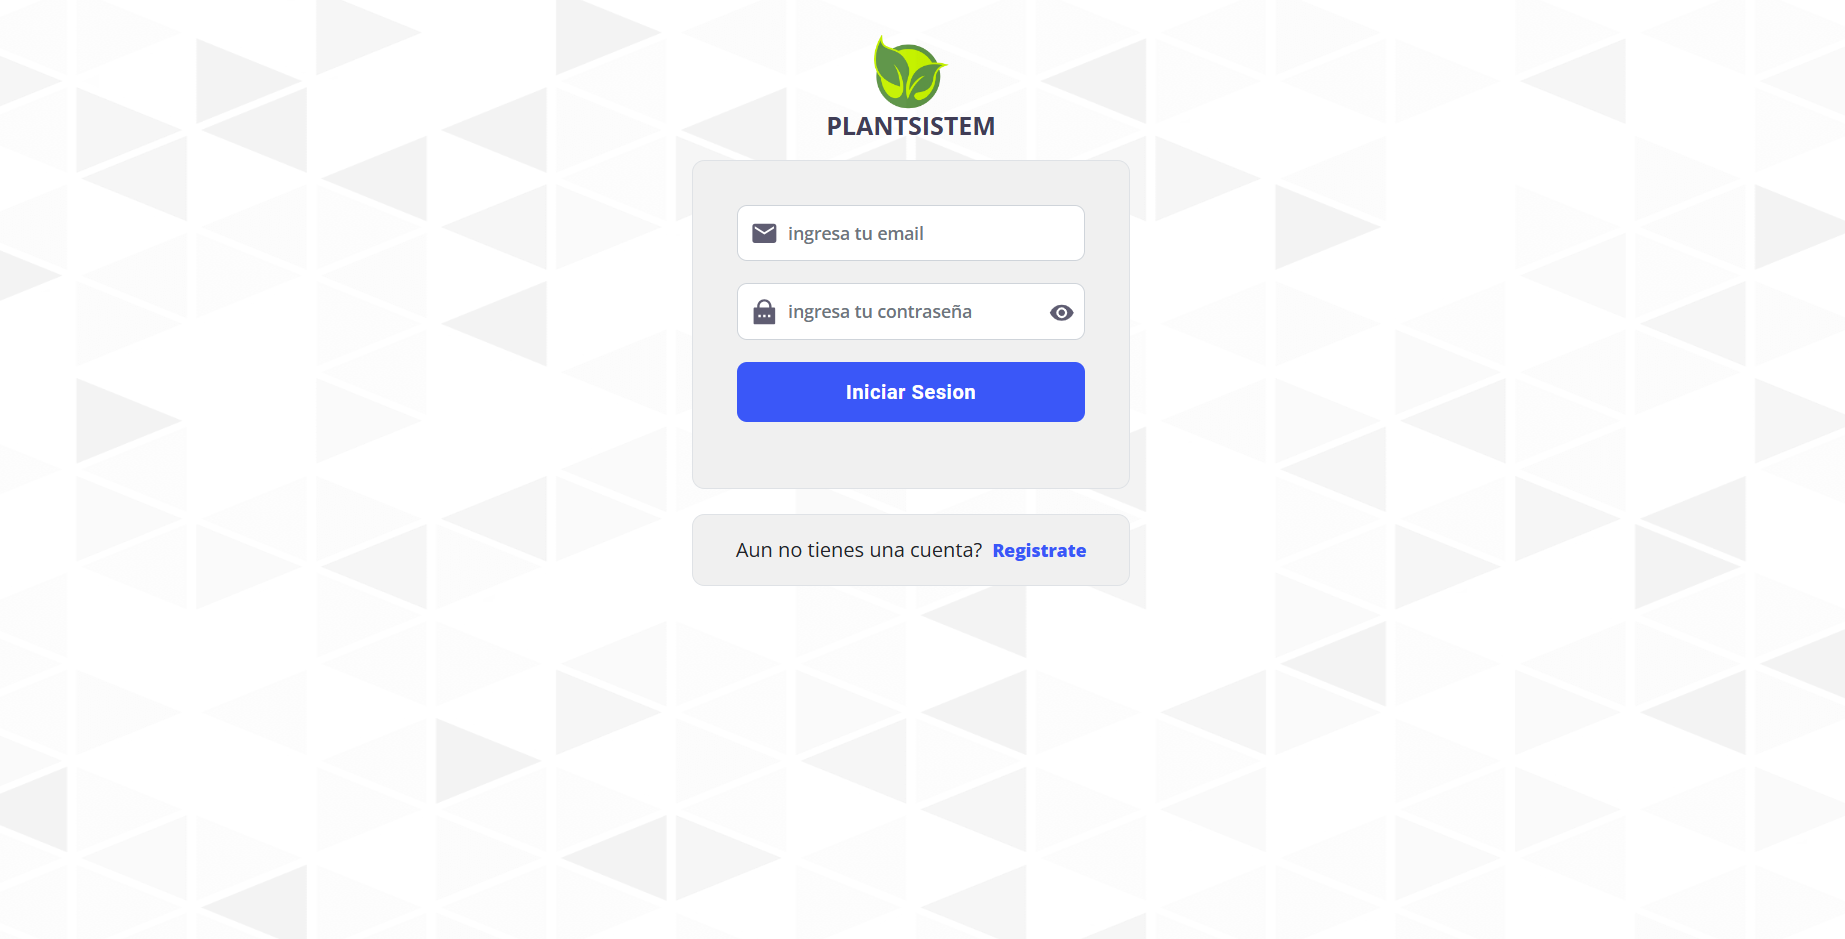 PLANTSISTEM
ingresa tu email
ingresa tu contraseña
Iniciar Sesion
Aun no tienes una cuenta? Registrate